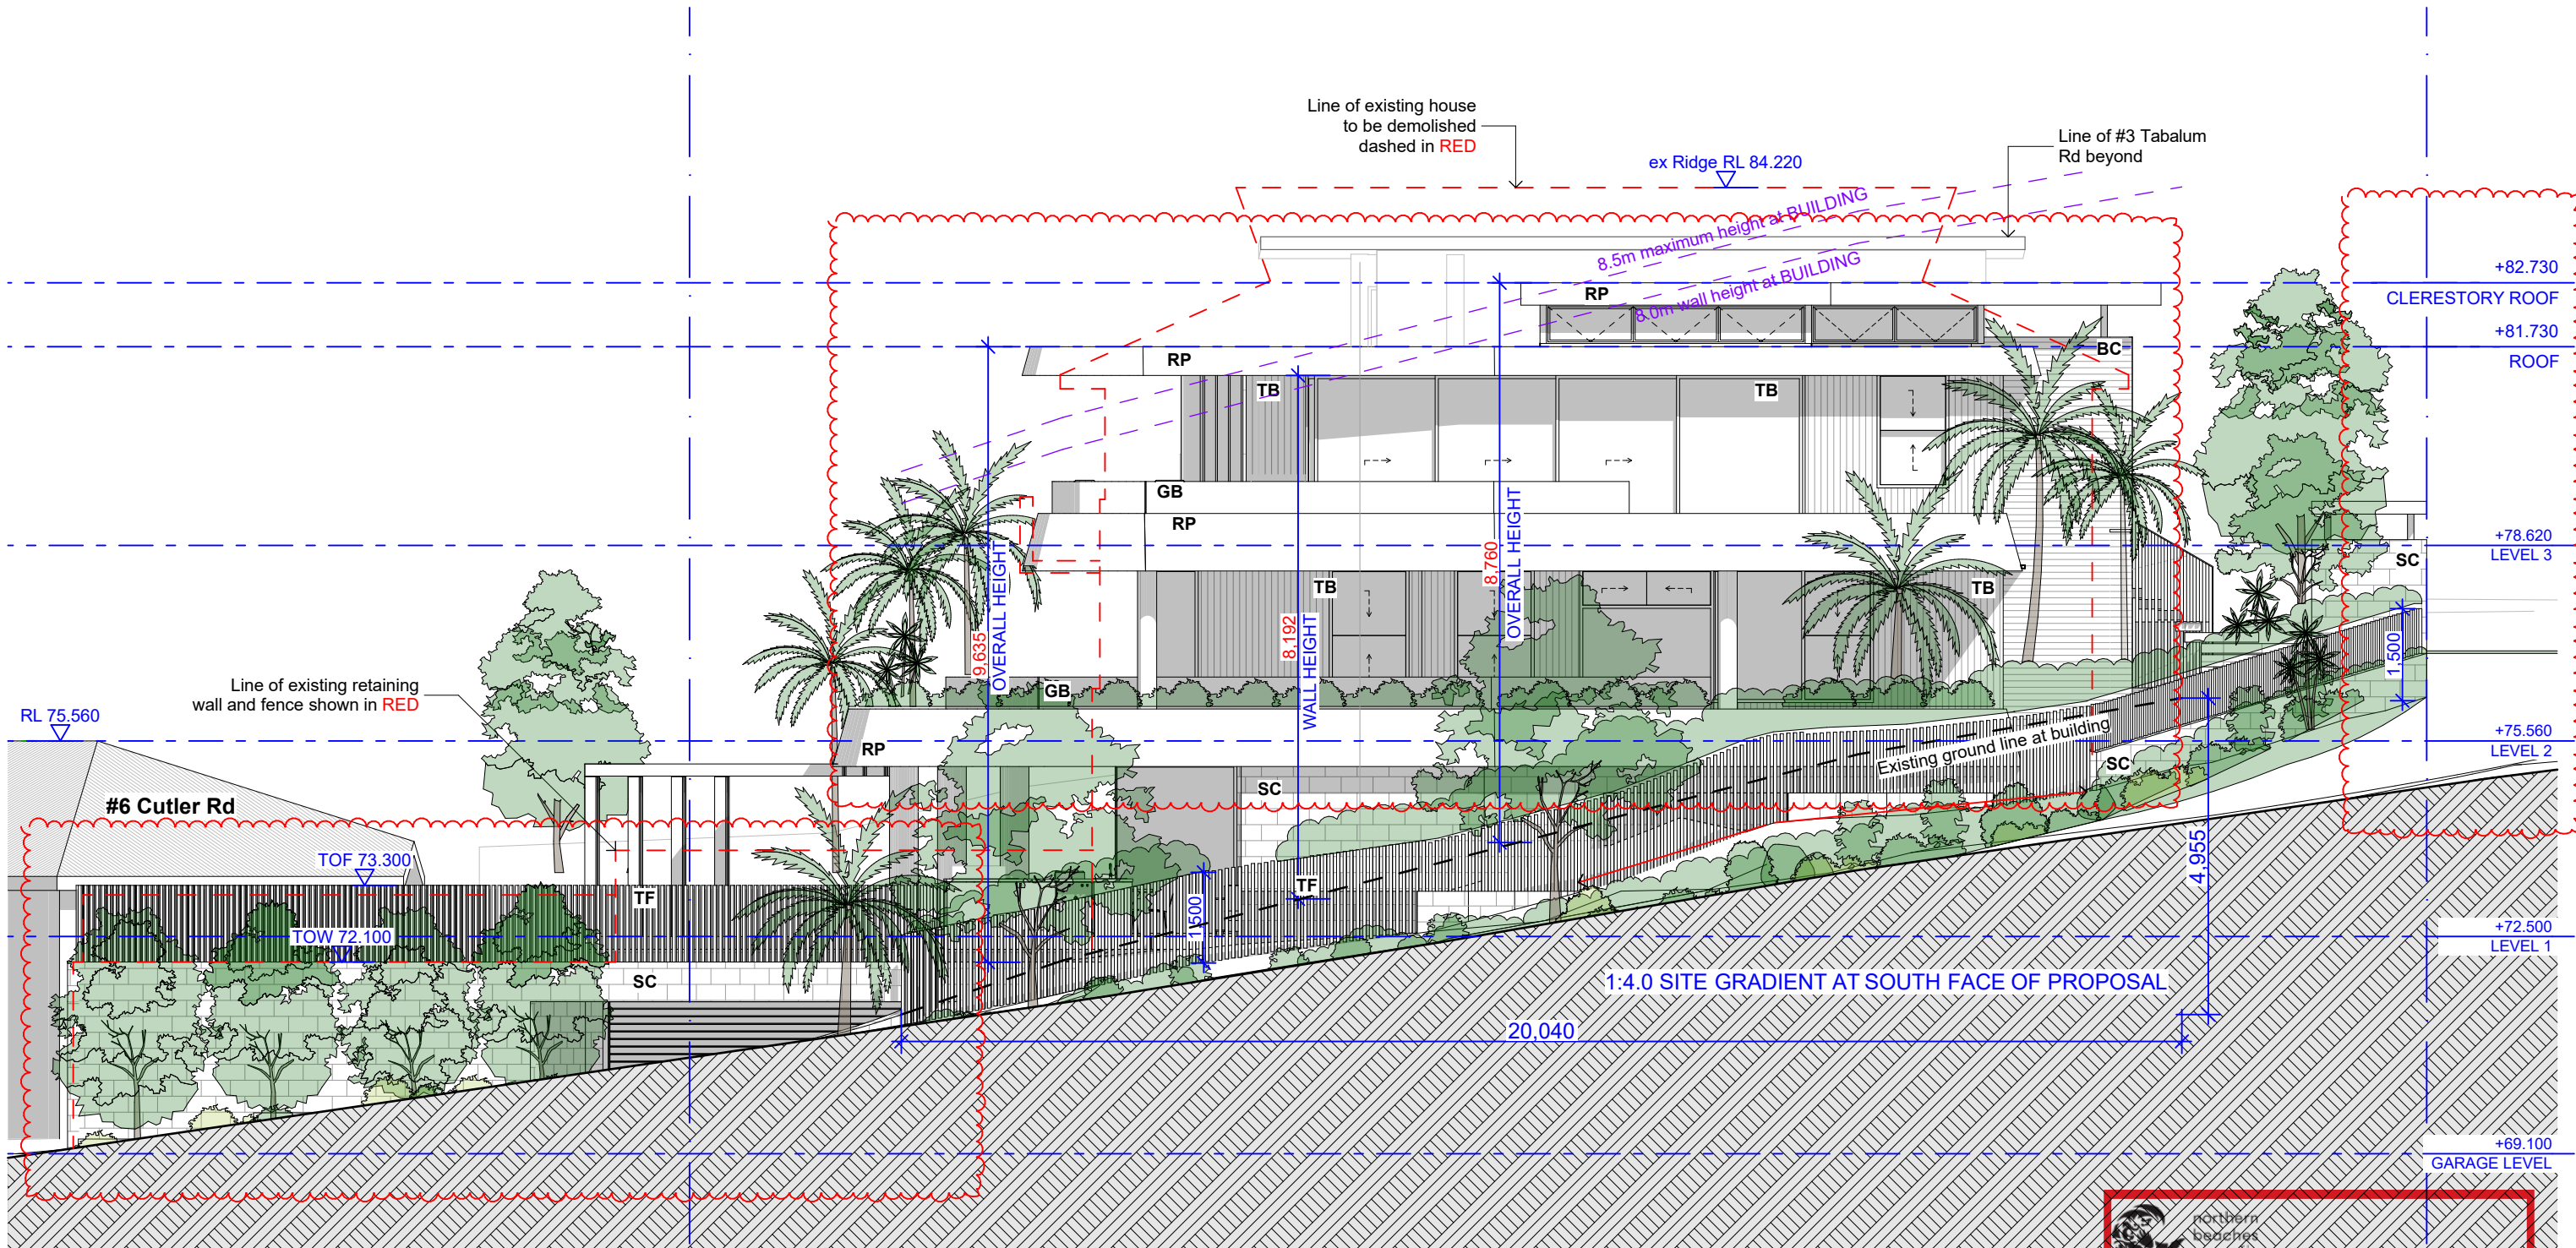 Line of existing house
to be demolished
dashed in RED
ex Ridge RL 84.220
Line of #3 Tabalum
Rd beyond
8.5m maximum height at BUILDING
8.0m wall height at BUILDING
+82.730
CLERESTORY ROOF
+81.730
ROOF
RP
RP
BC
TB
TB
GB
RP
OVERALL HEIGHT
8,760
+78.620
LEVEL 3
SC
TB
TB
9,635
OVERALL HEIGHT
8,192
WALL HEIGHT
1,500
Line of existing retaining
wall and fence shown in RED
GB
RL 75.560
RP
Existing ground line at building
+75.560
LEVEL 2
SC
SC
#6 Cutler Rd
TOF 73.300
4,955
TF
TF
1,500
TOW 72.100
+72.500
LEVEL 1
SC
1:4.0 SITE GRADIENT AT SOUTH FACE OF PROPOSAL
20,040
+69.100
GARAGE LEVEL
northern
beaches